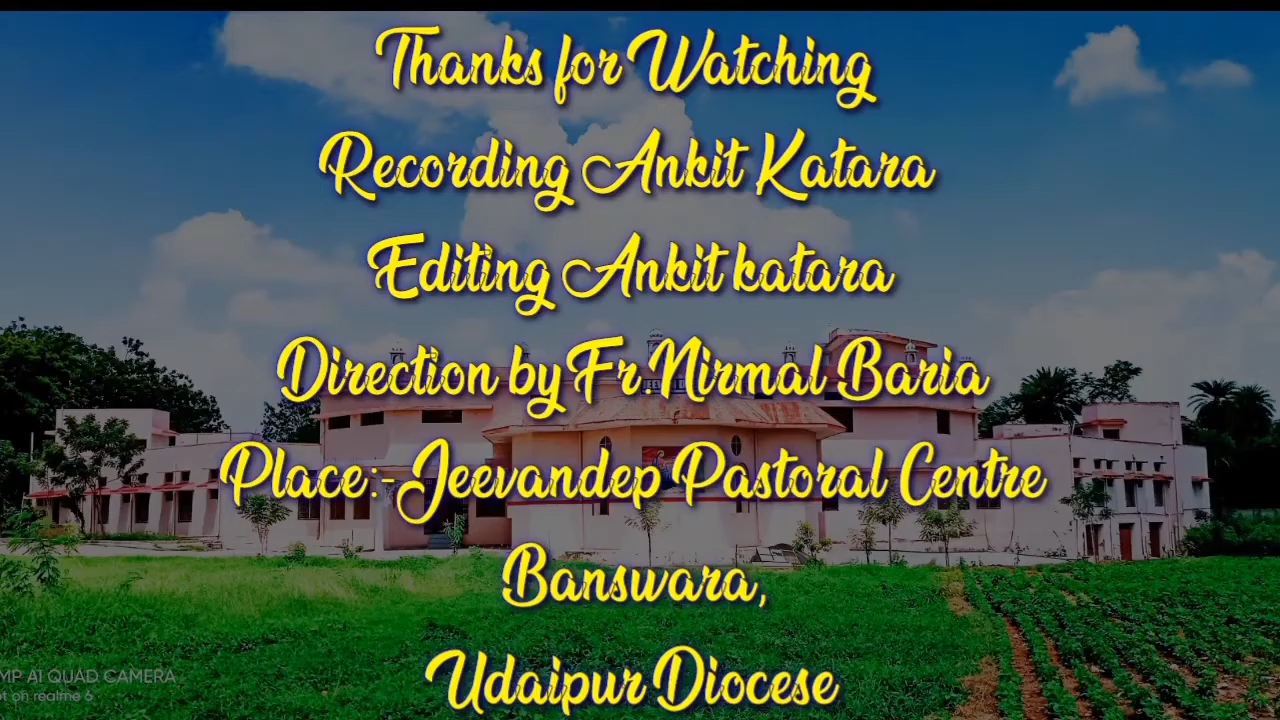 Thanks for Watching
Recording Ankit Katara
Editing Ankit katara
Direction by Fr.Nirmal Baria
Place:-Jeevandep Pastoral Centre
Banswara,
Udaipur Diocese
MP AI QUAD CAMERA
ot on realme 6